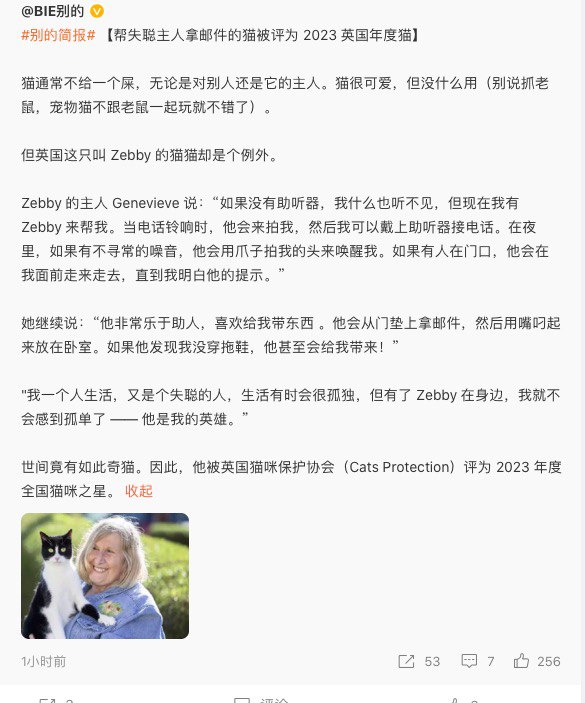 @BIE别的
#别的简报# 【帮失聪主人拿邮件的猫被评为 2023 英国年度猫】
猫通常不给一个屎，无论是对别人还是它的主人。猫很可爱，但没什么用（别说抓老
鼠，宠物猫不跟老鼠一起玩就不错了）。
但英国这只叫 Zebby 的猫猫却是个例外。
Zebby 的主人 Genevieve 说：“如果没有助听器，我什么也听不见，但现在我有
Zebby 来帮我。当电话铃响时，他会来拍我，然后我可以戴上助听器接电话。在夜
里，如果有不寻常的噪音，他会用爪子拍我的头来唤醒我。如果有人在门口，他会在
我面前走来走去，直到我明白他的提示。”
她继续说：“他非常乐于助人，喜欢给我带东西 。他会从门垫上拿邮件，然后用嘴叼起
来放在卧室。如果他发现我没穿拖鞋，他甚至会给我带来！”
"我一个人生活，又是个失聪的人，生活有时会很孤独，但有了 Zebby 在身边，我就不
会感到孤单了 —— 他是我的英雄。”
世间竟有如此奇猫。因此，他被英国猫咪保护协会（Cats Protection）评为 2023 年度
全国猫咪之星。 收起
1小时前 53 7 256